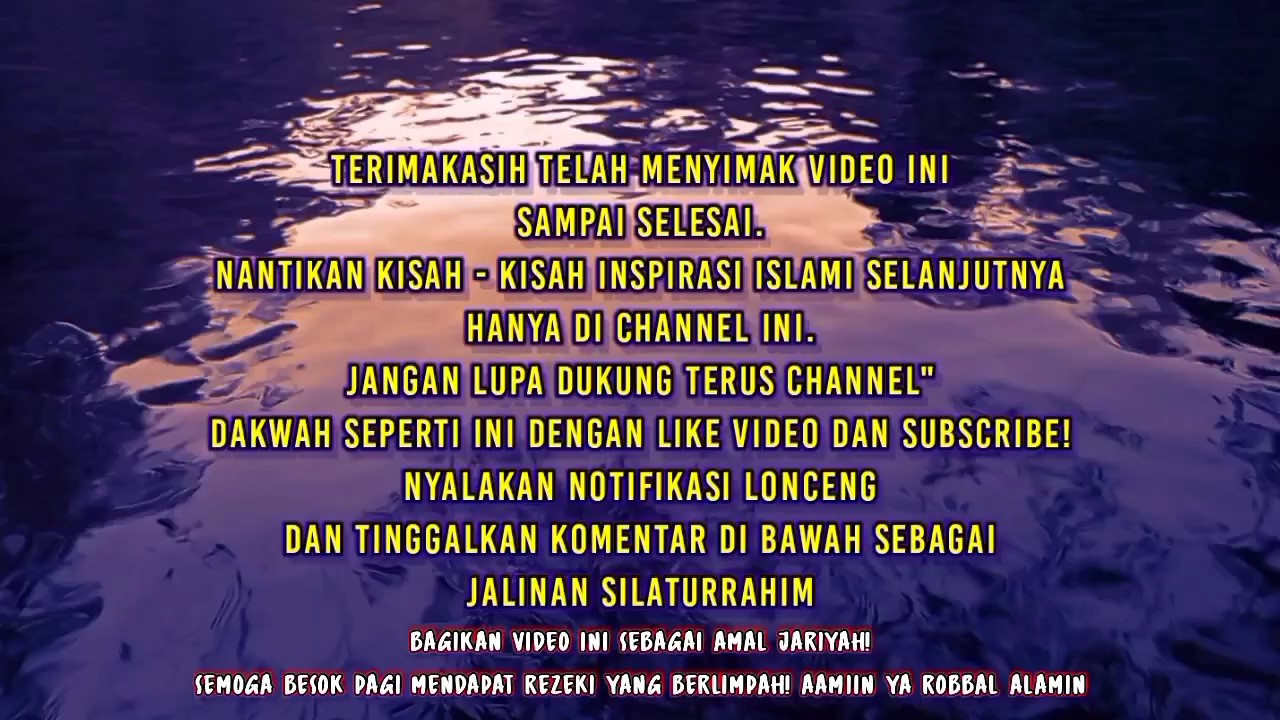 TERIMAKASIH TELAH MENYIMAK VIDEO INI
SAMPAI SELESAI.
NANTIKAN KISAH - KISAH INSPIRASI ISLAMI SELANJUTNYA
HANYA DI CHANNEL INI.
JANGAN LUPA DUKUNG TERUS CHANNEL"
DAKWAH SEPERTI INI DENGAN LIKE VIDEO DAN SUBSCRIBE!
NYALAKAN NOTIFIKASI LONCENG
DAN TINGGALKAN KOMENTAR DI BAWAH SEBAGAI
JALINAN SILATURRAHIM
BAGIKAN VIDEO INI SEBAGAI AMAL JARIYAH!
SEMOGA BESOK PAGI MENDAPAT REZEKI YANG BERLIMPAH! AAMIIN YA ROBBAL ALAMIN